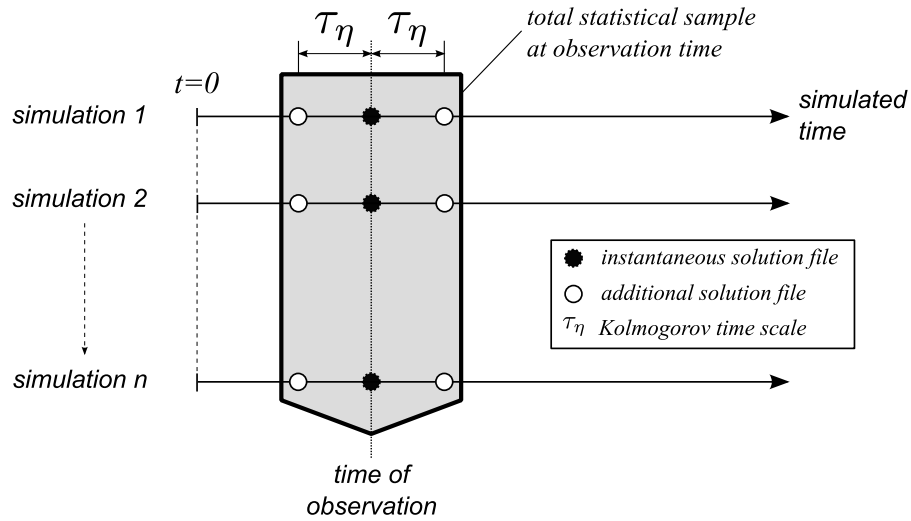 τη τη
total statistical sample
at observation time
t=0
simulation 1
simulated
time
simulation 2
instantaneous solution file
additional solution file
τη Kolmogorov time scale
simulation n
time of
observation